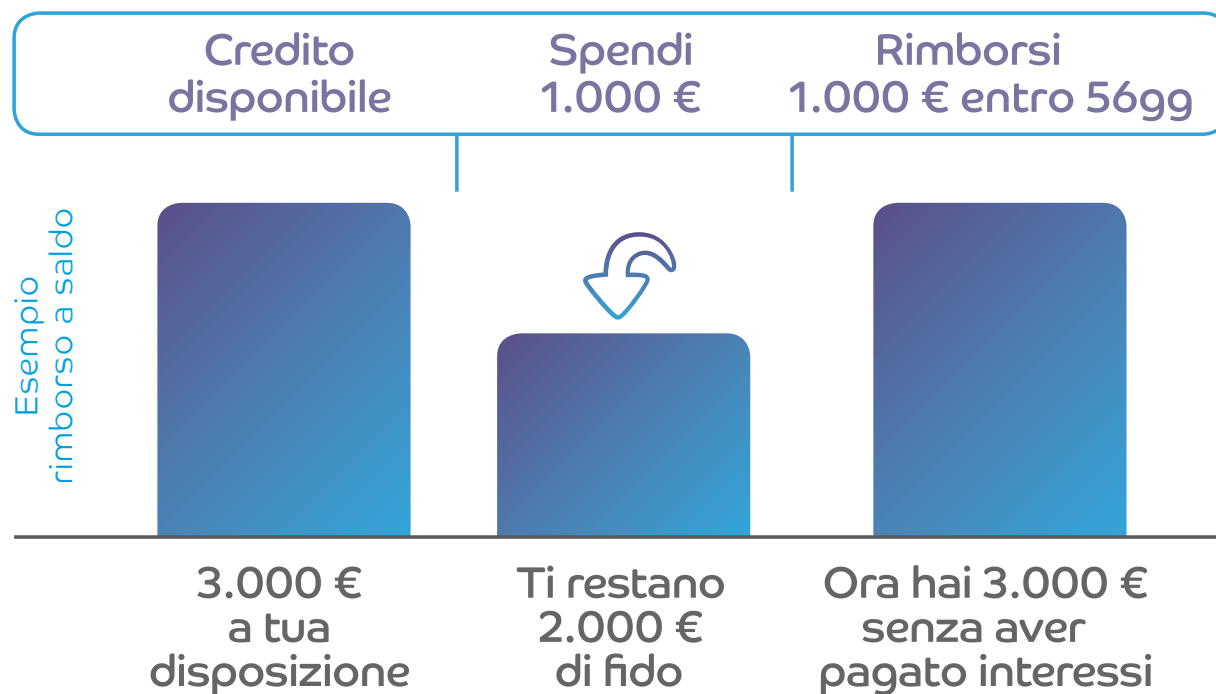 Credito
disponibile
Spendi
1.000 €
Rimborsi
1.000 € entro 56gg
Esempio
rimborso a saldo
3.000 €
a tua
disposizione
Ti restano
2.000 €
di fido
Ora hai 3.000 €
senza aver
pagato interessi